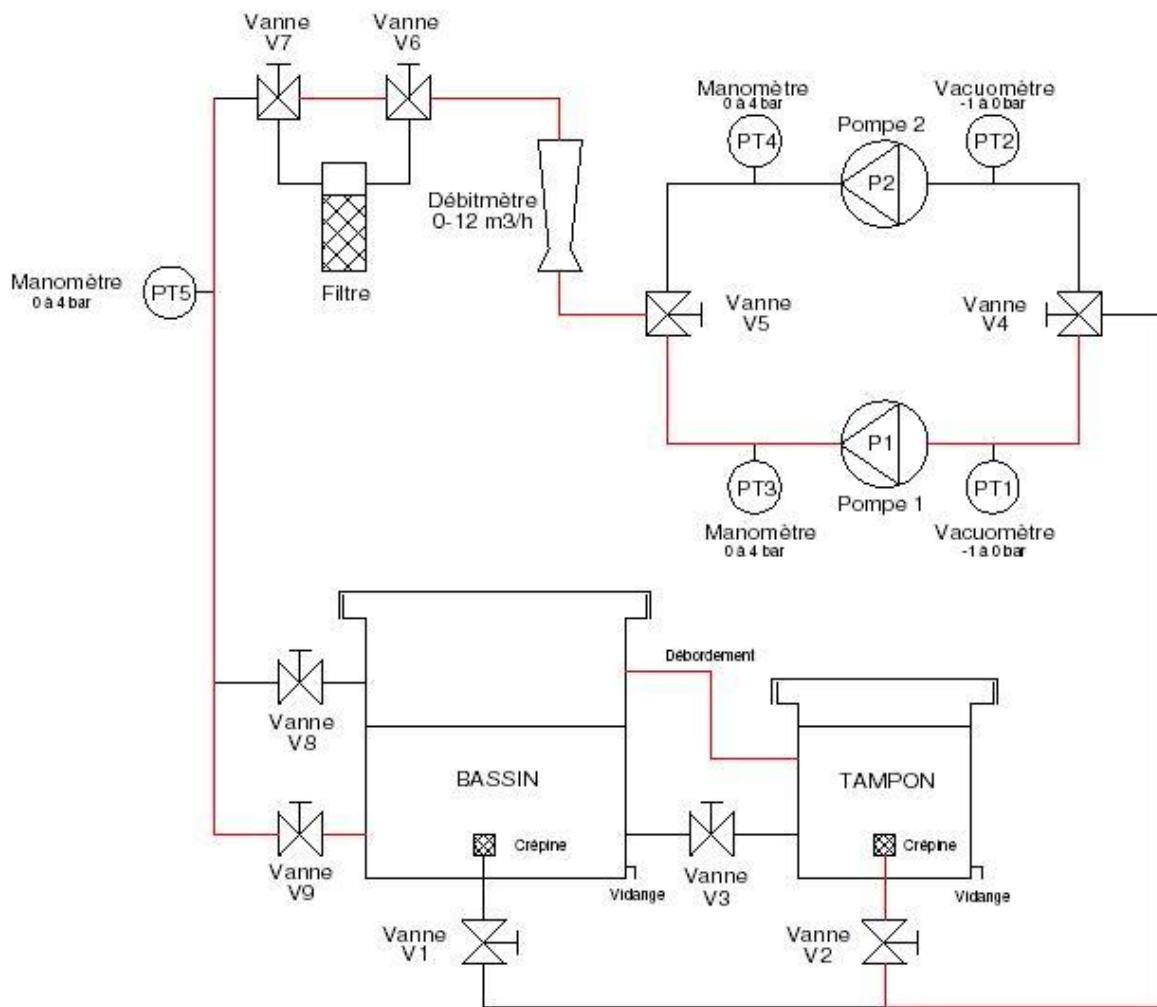 Vanne
V7
Vanne
V6
Manomètre
0 à 4 bar
PT4
Pompe 2
P2
Vacuomètre
-1 à 0 bar
PT2
Débitmètre
0-12 m3/h
Filtre
Manomètre
0 à 4 bar
PT5
Vanne
V5
Vanne
V4
P1
Pompe 1
PT3
Manomètre
0 à 4 bar
PT1
Vacuomètre
-1 à 0 bar
Débordement
Vanne
V8
BASSIN
TAMPON
Crépine
Crépine
Vanne
V9
Vanne
V3
Vidange
Vidange
Vanne
V1
Vanne
V2